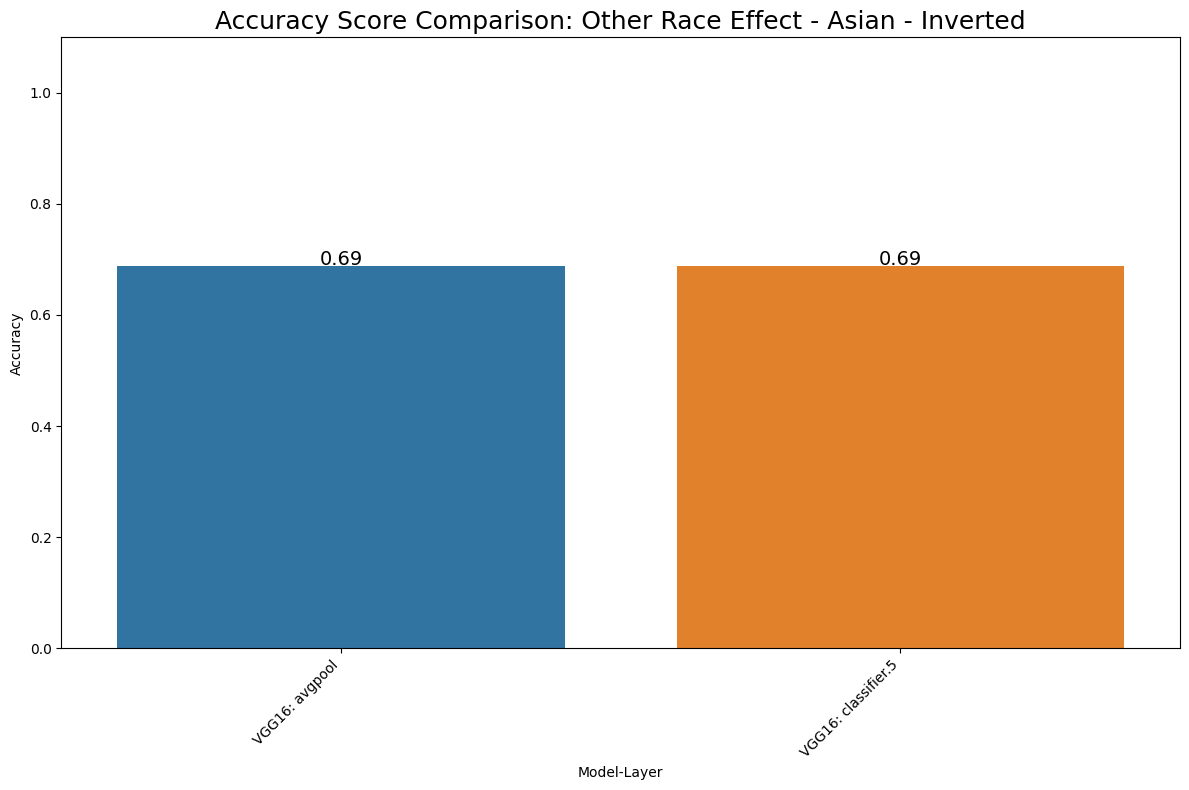 Accuracy Score Comparison: Other Race Effect - Asian - Inverted
1.0
0.8
0.6
0.4
0.2
0.0
Accuracy
0.69
0.69
VGG16: avgpool
VGG16: classifier.5
Model-Layer